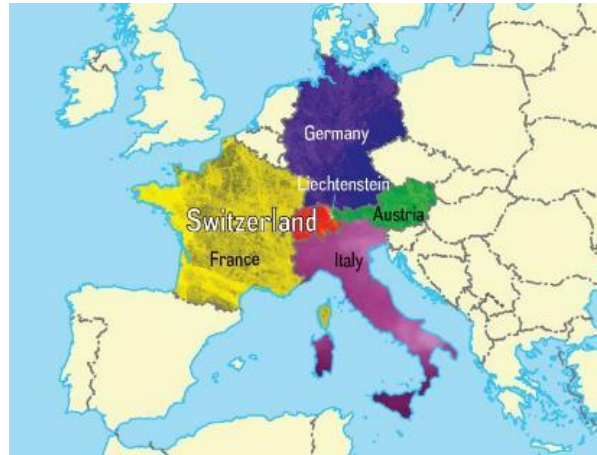 Germany
Liechtenstein
Switzerland
Austria
France
Italy